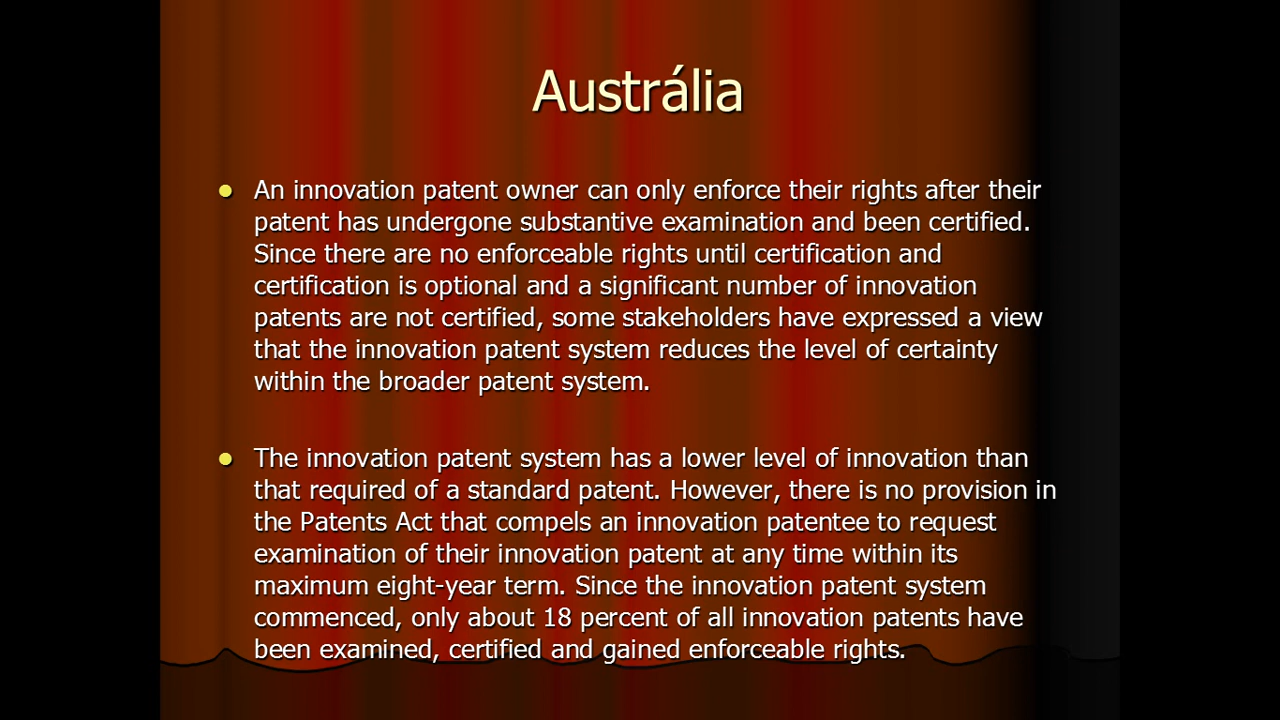 Austrália
An innovation patent owner can only enforce their rights after their
patent has undergone substantive examination and been certified.
Since there are no enforceable rights until certification and
certification is optional and a significant number of innovation
patents are not certified, some stakeholders have expressed a view
that the innovation patent system reduces the level of certainty
within the broader patent system.
The innovation patent system has a lower level of innovation than
that required of a standard patent. However, there is no provision in
the Patents Act that compels an innovation patentee to request
examination of their innovation patent at any time within its
maximum eight-year term. Since the innovation patent system
commenced, only about 18 percent of all innovation patents have
been examined, certified and gained enforceable rights.